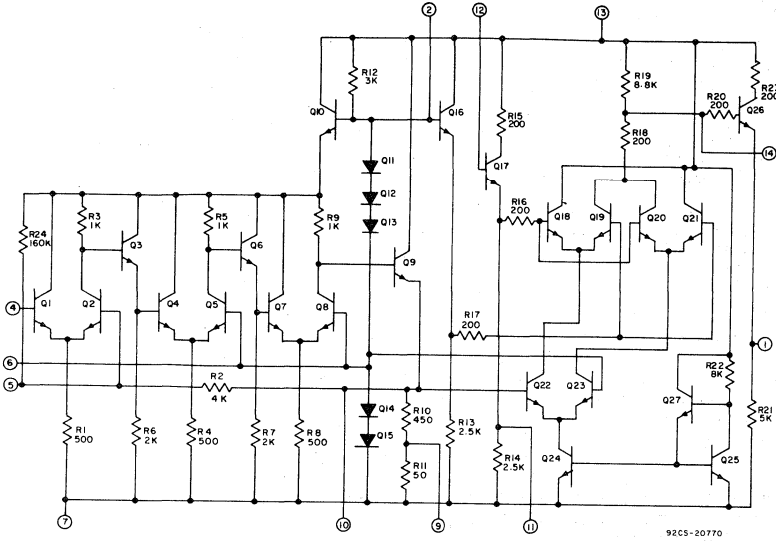 2
12
13
R12
3K
R19
8.8K
R23
200
R20
200
Q26
Q10
Q16
R15
200
14
Q11
Q17
R18
200
Q12
R16
200
Q18
Q19
Q20
Q21
Q13
R24
160K
R3
1K
Q3
R5
1K
Q6
R9
1K
Q9
4
Q1
Q2
Q4
Q5
Q7
Q8
R17
200
1
6
5
R2
4K
Q22
Q23
R22
8K
Q27
R21
5K
R1
500
R6
2K
R4
500
R7
2K
R8
500
Q14
Q15
R10
450
R13
2.5K
R11
50
R14
2.5K
Q24
Q25
7
10
9
11
92CS-20770